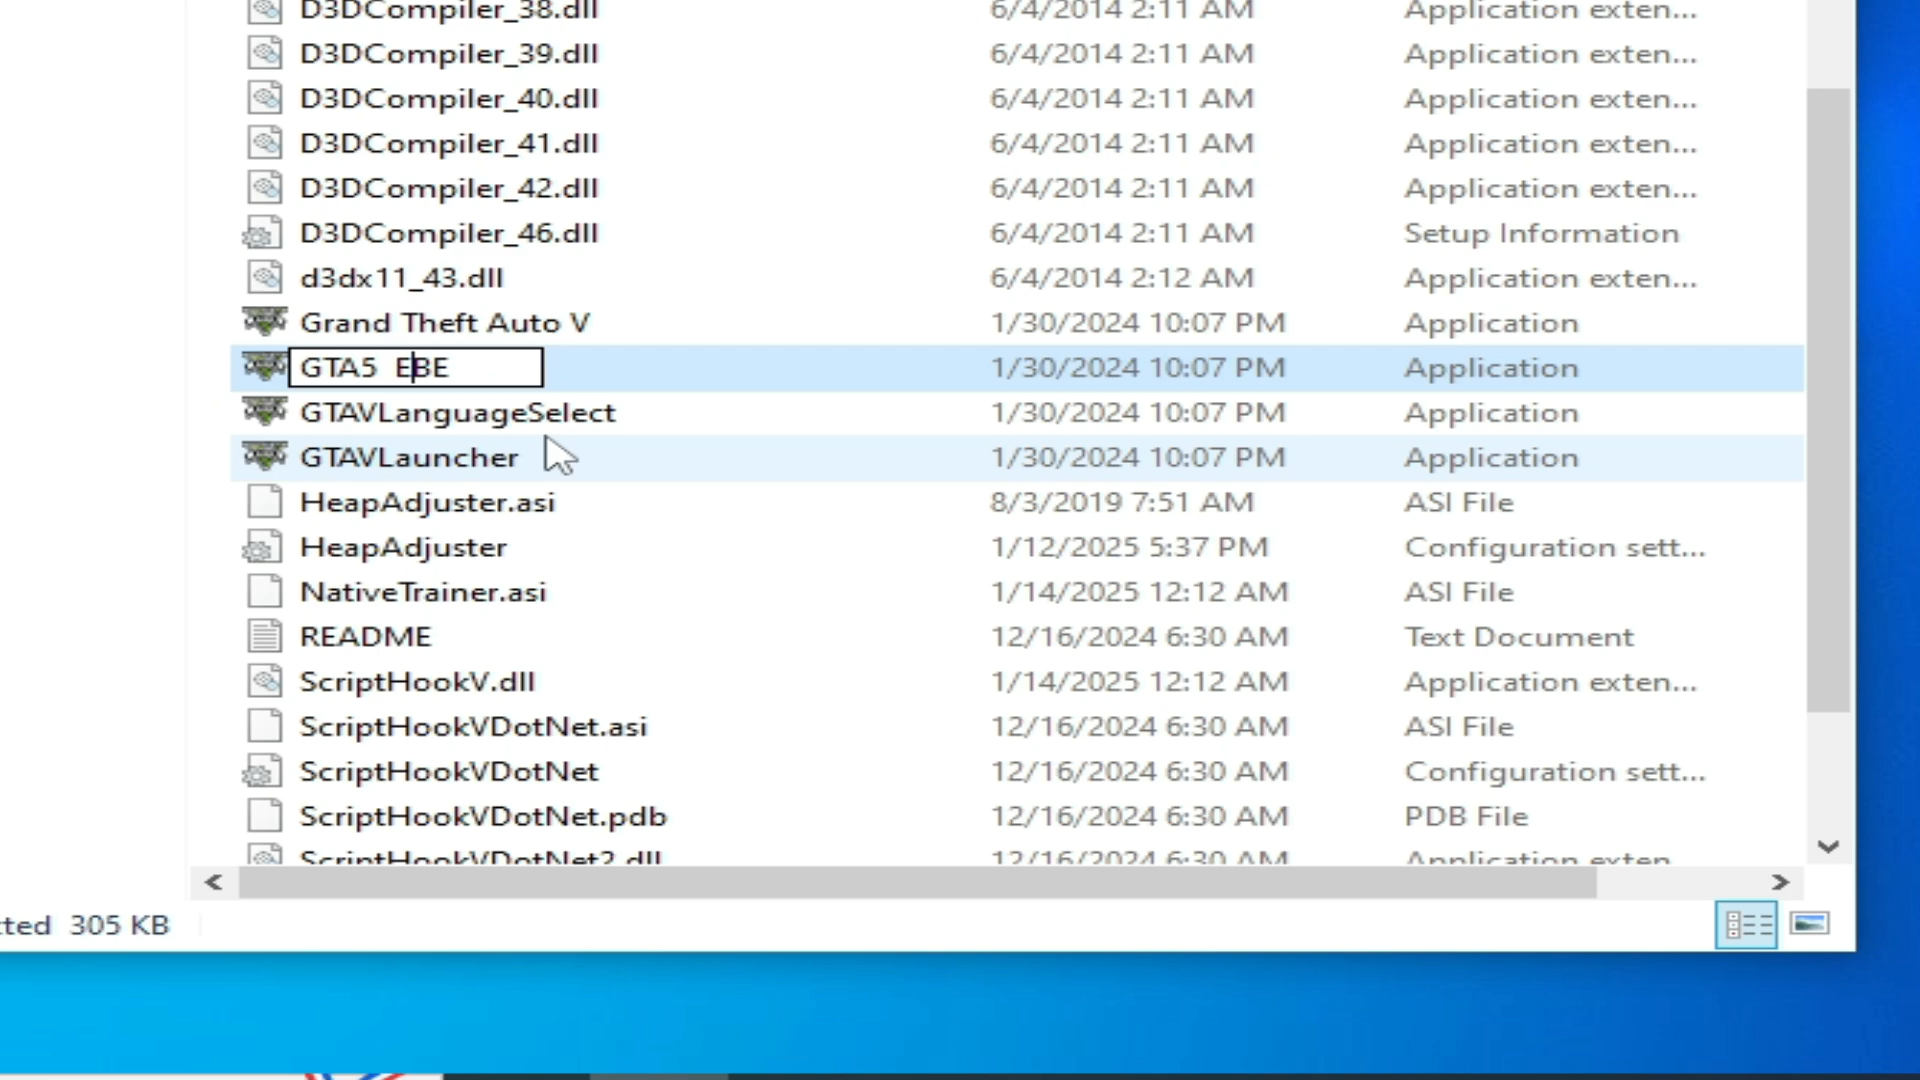 D3DCompiler_38.dll 6/4/2014 2:11 AM Application exten...
D3DCompiler_39.dll 6/4/2014 2:11 AM Application exten...
D3DCompiler_40.dll 6/4/2014 2:11 AM Application exten...
D3DCompiler_41.dll 6/4/2014 2:11 AM Application exten...
D3DCompiler_42.dll 6/4/2014 2:11 AM Application exten...
D3DCompiler_46.dll 6/4/2014 2:11 AM Setup Information
d3dx11_43.dll 6/4/2014 2:12 AM Application exten...
Grand Theft Auto V 1/30/2024 10:07 PM Application
GTA5 EBE 1/30/2024 10:07 PM Application
GTAVLanguageSelect 1/30/2024 10:07 PM Application
GTAVLauncher 1/30/2024 10:07 PM Application
HeapAdjuster.asi 8/3/2019 7:51 AM ASI File
HeapAdjuster 1/12/2025 5:37 PM Configuration sett...
NativeTrainer.asi 1/14/2025 12:12 AM ASI File
README 12/16/2024 6:30 AM Text Document
ScriptHookV.dll 1/14/2025 12:12 AM Application exten...
ScriptHookVDotNet.asi 12/16/2024 6:30 AM ASI File
ScriptHookVDotNet 12/16/2024 6:30 AM Configuration sett...
ScriptHookVDotNet.pdb 12/16/2024 6:30 AM PDB File
ScriptHookVDotNet2.dll 12/16/2024 6:30 AM Application exten
cted 305 KB